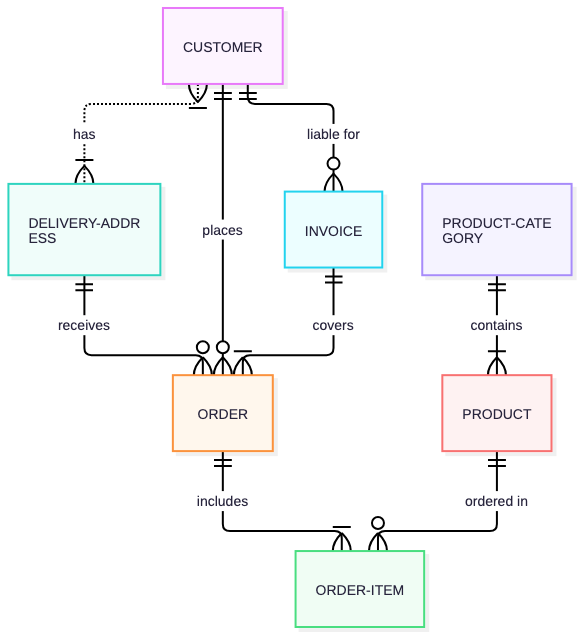 CUSTOMER
has
liable for
DELIVERY-ADDR
ESS
places
INVOICE
PRODUCT-CATE
GORY
receives
covers
contains
ORDER
PRODUCT
includes
ordered in
ORDER-ITEM